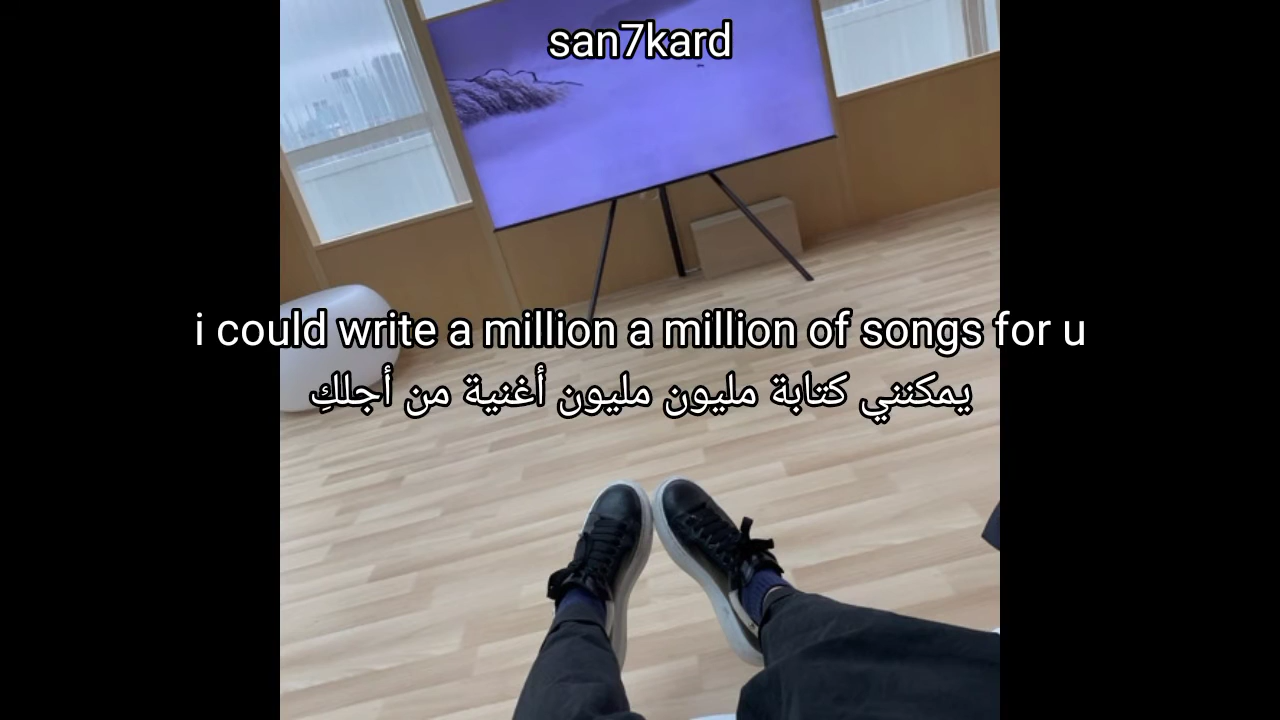 san7kard
i could write a million a million of songs for u
يمكنني كتابة مليون مليون أغنية من أجلكِ